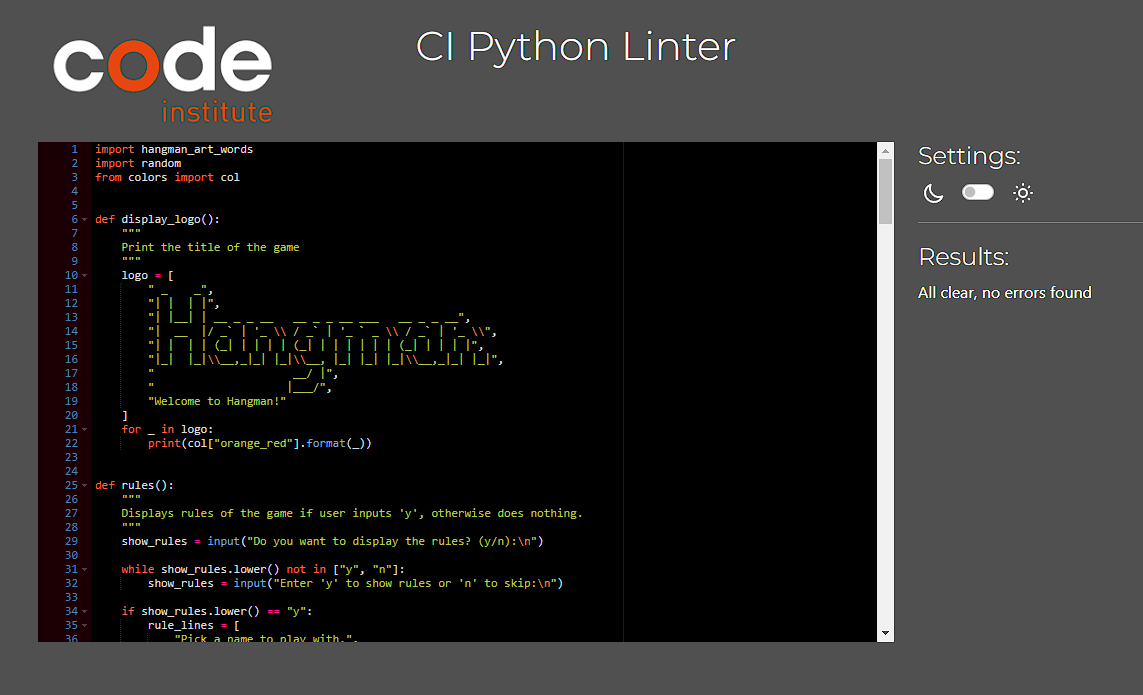 code
institute
CI Python Linter
1 import hangman_art_words
2 import random
3 from colors import col
4
5
6 def display_logo():
7     """
8     Print the title of the game
9     """
10     logo = [
11         " _    _",
12         "| |  | |",
13         "| |__| | __ _ _ __   __ _ _ __ ___   __ _ _ __",
14         "|  __  |/ _` | '_ \\ / _` | '_ ` _ \\ / _` | '_ \\",
15         "| |  | | (_| | | | | (_| | | | | | | (_| | | | |",
16         "|_|  |_|\\__,_|_| |_|\\__, |_| |_| |_|\\__,_|_| |_|",
17         "                     __/ |",
18         "                    |___/",
19         "Welcome to Hangman!"
20     ]
21     for _ in logo:
22         print(col["orange_red"].format(_))
23
24
25 def rules():
26     """
27     Displays rules of the game if user inputs 'y', otherwise does nothing.
28     """
29     show_rules = input("Do you want to display the rules? (y/n):\n")
30
31     while show_rules.lower() not in ["y", "n"]:
32         show_rules = input("Enter 'y' to show rules or 'n' to skip:\n")
33
34     if show_rules.lower() == "y":
35         rule_lines = [
36             "Pick a name to play with.",
Settings:
Results:
All clear, no errors found